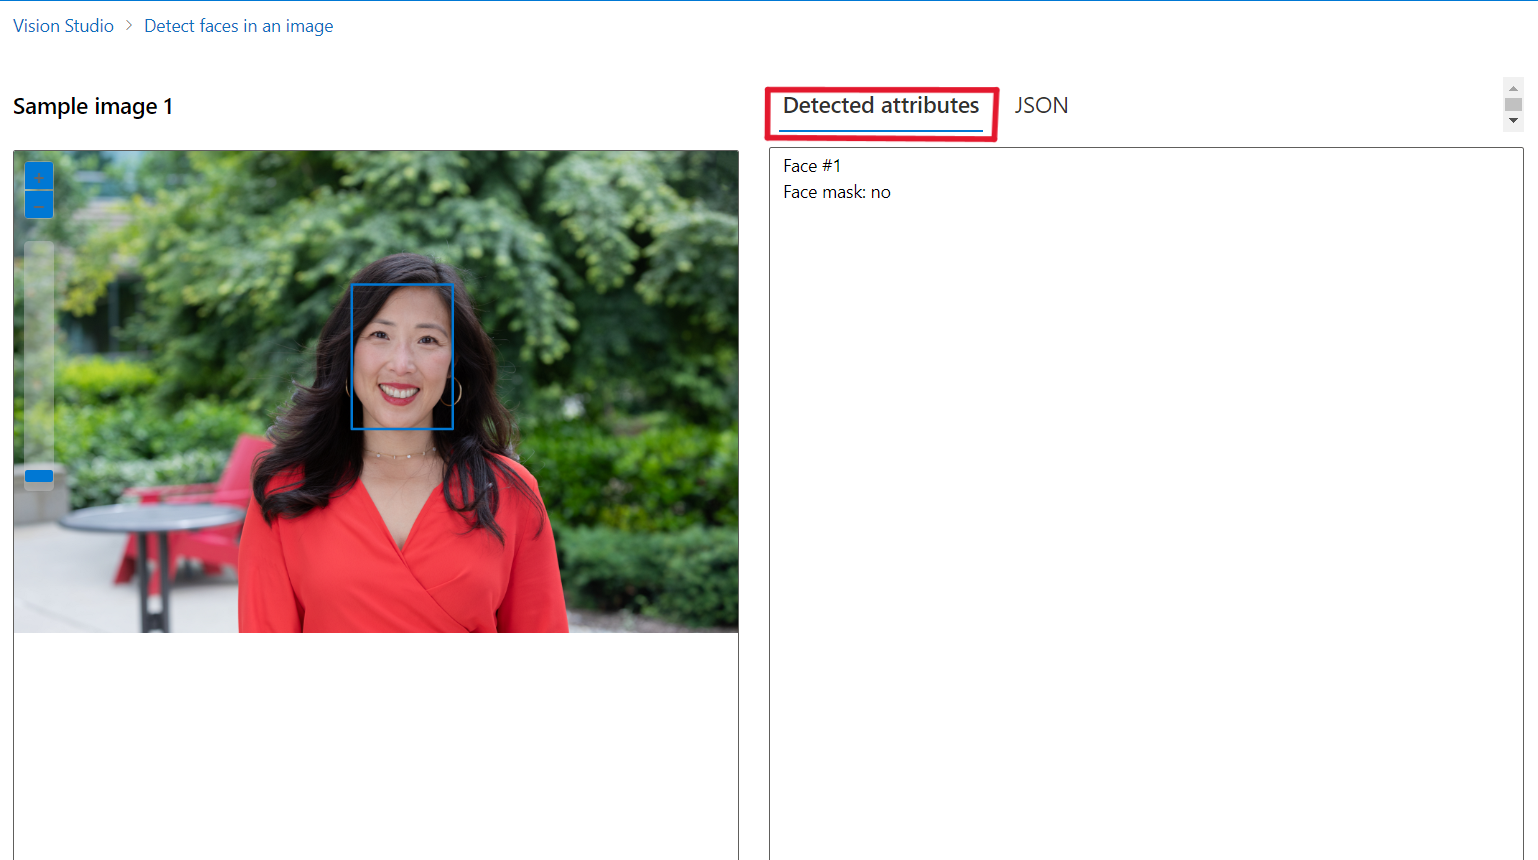 Vision Studio > Detect faces in an image
Sample image 1
Detected attributes JSON
+
-
Face #1
Face mask: no